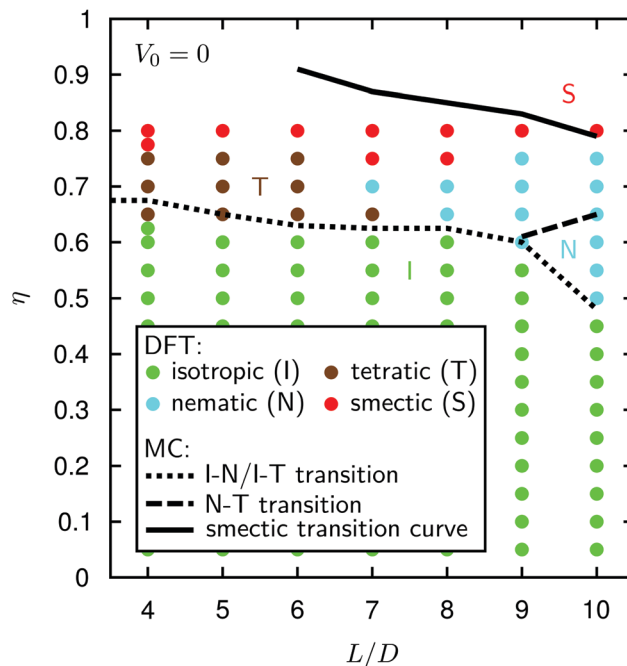 1
V₀ = 0
0.9
S
0.8
T
0.7
0.6
N
I
0.5
η
0.4
DFT:
isotropic (I)
tetratic (T)
nematic (N)
smectic (S)
0.3
0.2
MC:
I-N/I-T transition
N-T transition
smectic transition curve
0.1
0
4 5 6 7 8 9 10
L/D